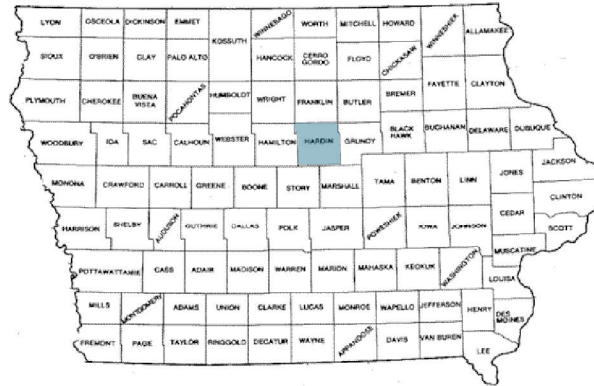 LYON OSCEOLA DICKINSON EMMET KOSSUTH WINNEBAGO WORTH MITCHELL HOWARD WINNESHIEK ALLAMAKEE
SIOUX O'BRIEN CLAY PALO ALTO HANCOCK CERRO GORDO FLOYD CHICKASAW
PLYMOUTH CHEROKEE BUENA VISTA POCAHONTAS HUMBOLDT WRIGHT FRANKLIN BUTLER BREMER FAYETTE CLAYTON
WOODBURY IDA SAC CALHOUN WEBSTER HAMILTON HARDIN GRUNDY BLACK HAWK BUCHANAN DELAWARE DUBUQUE
MONONA CRAWFORD CARROLL GREENE BOONE STORY MARSHALL TAMA BENTON LINN JONES JACKSON
CLINTON
HARRISON SHELBY AUDUBON GUTHRIE DALLAS POLK JASPER POWESHIEK IOWA JOHNSON CEDAR SCOTT
MUSCATINE
POTTAWATTAMIE CASS ADAIR MADISON WARREN MARION MAHASKA KEOKUK WASHINGTON LOUISA
MILLS MONTGOMERY ADAMS UNION CLARKE LUCAS MONROE WAPELLO JEFFERSON HENRY DES MOINES
FREMONT PAGE TAYLOR RINGGOLD DECATUR WAYNE APPANOOSE DAVIS VAN BUREN LEE